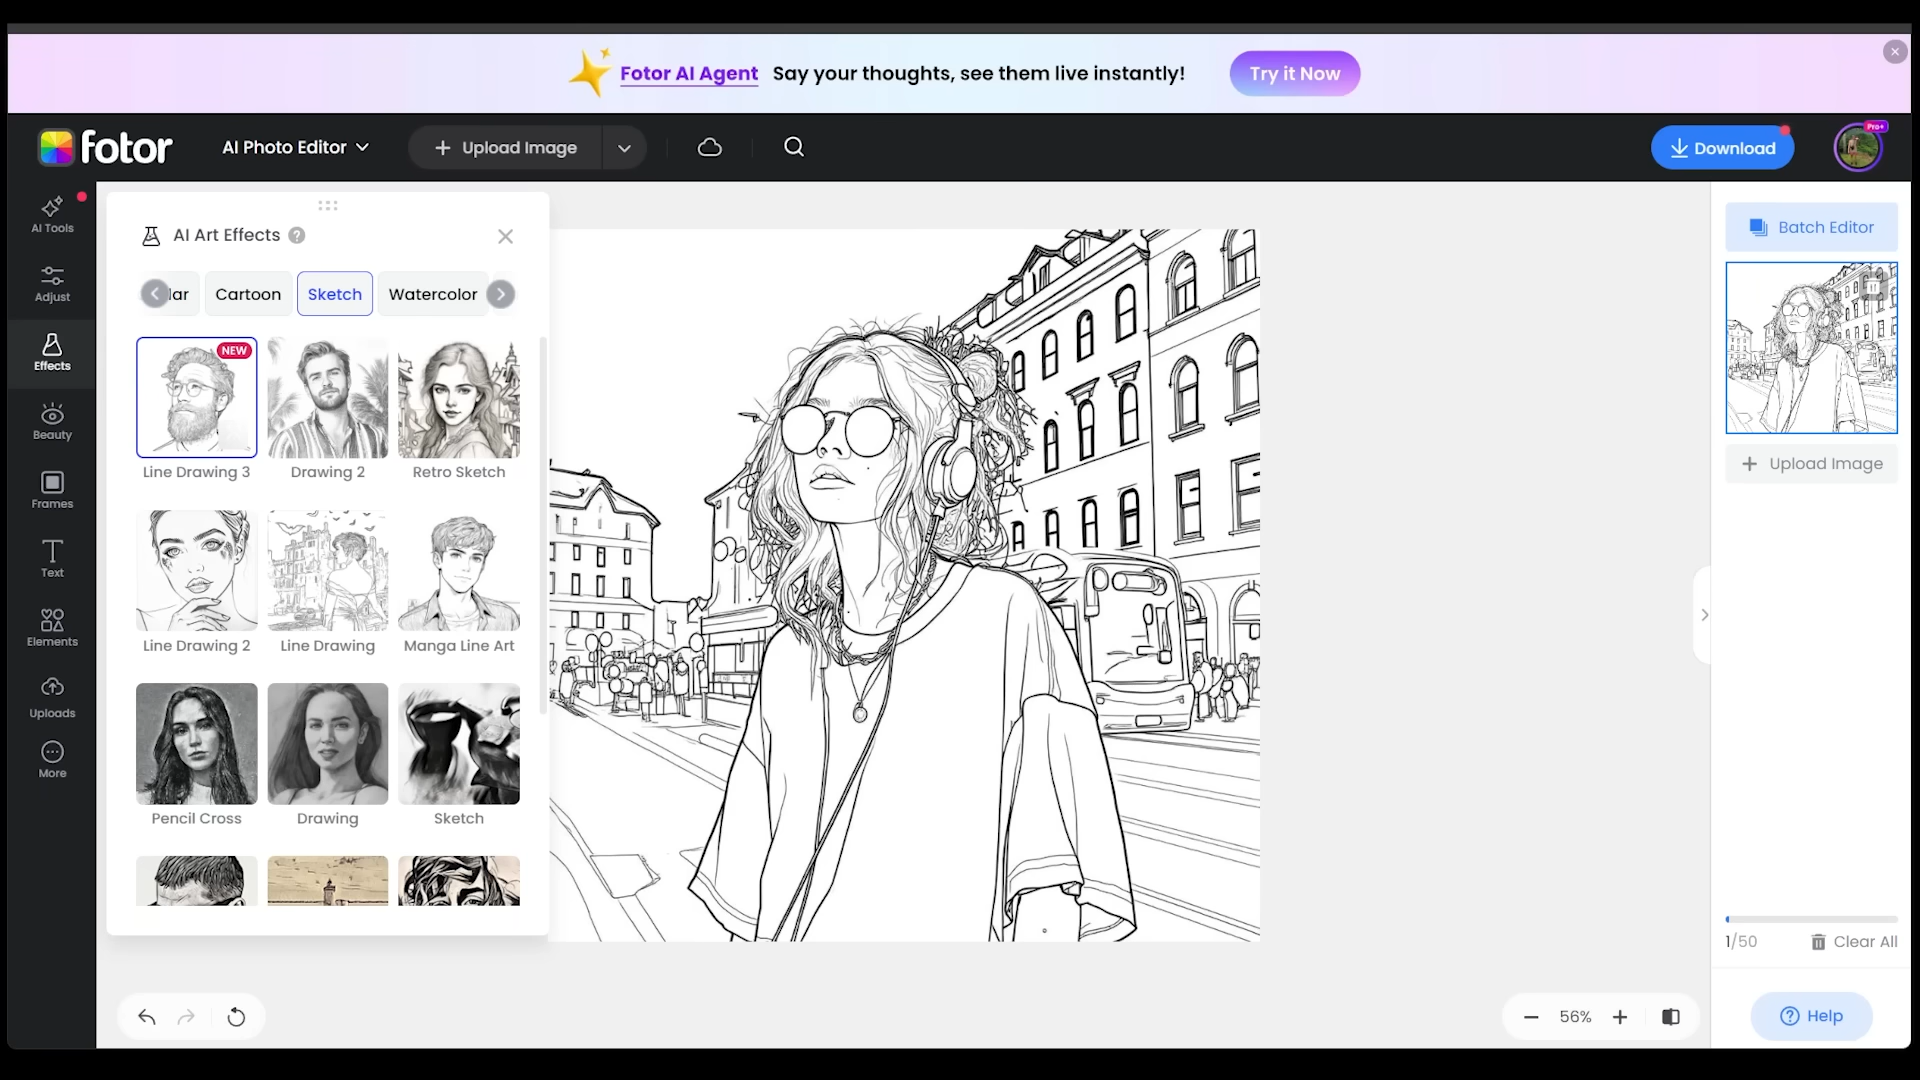 Fotor AI Agent Say your thoughts, see them live instantly! Try it Now
fotor AI Photo Editor Upload Image Download Pro+
AI Tools
Adjust
Effects
Beauty
Frames
Text
Elements
Uploads
More
AI Art Effects ?
lar Cartoon Sketch Watercolor
NEW
Line Drawing 3 Drawing 2 Retro Sketch
Line Drawing 2 Line Drawing Manga Line Art
Pencil Cross Drawing Sketch
Batch Editor
Upload Image
1/50 Clear All
56%
Help